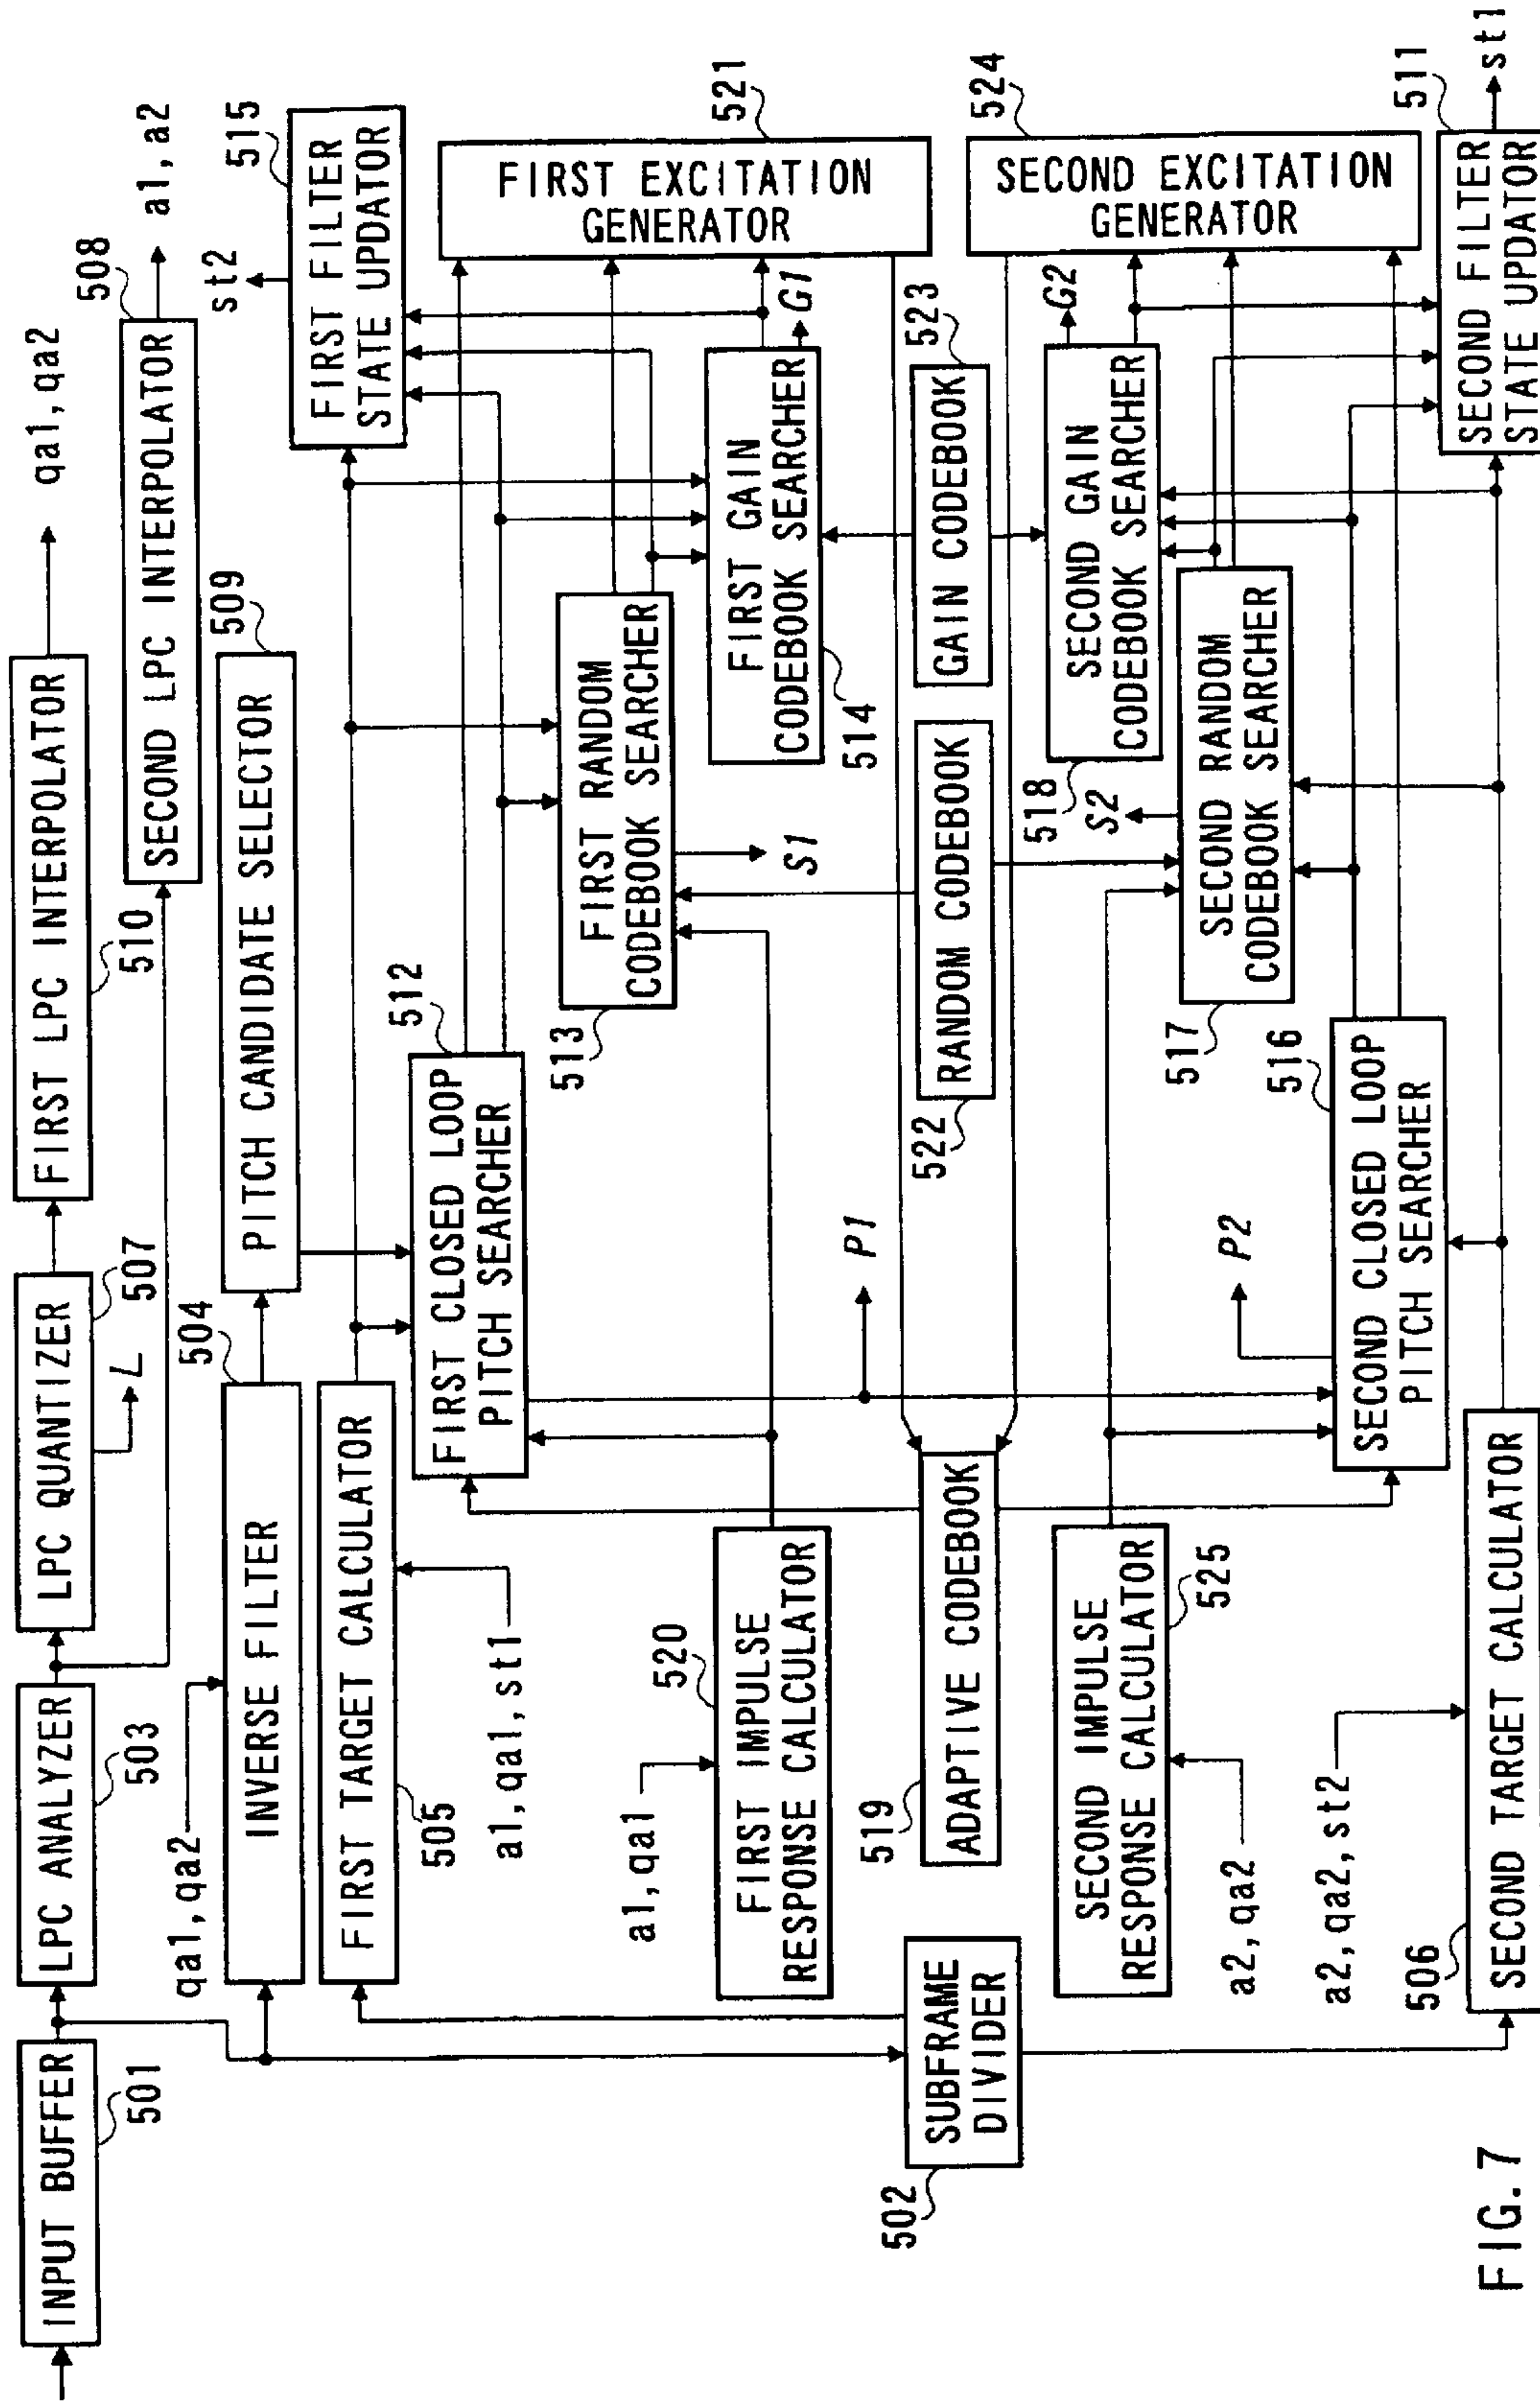 INPUT BUFFER
501
LPC ANALYZER
503
LPC QUANTIZER
507
L
FIRST LPC INTERPOLATOR
510
qa1,qa2
SECOND LPC INTERPOLATOR
508
a1,a2
qa1,qa2
INVERSE FILTER
504
PITCH CANDIDATE SELECTOR
509
FIRST TARGET CALCULATOR
505
a1,qa1,st1
FIRST CLOSED LOOP
PITCH SEARCHER
512
FIRST FILTER
STATE UPDATOR
515
st2
FIRST RANDOM
CODEBOOK SEARCHER
513
S1
FIRST GAIN
CODEBOOK SEARCHER
514
G1
FIRST EXCITATION
GENERATOR
521
a1,qa1
520
FIRST IMPULSE
RESPONSE CALCULATOR
P1
SUBFRAME
DIVIDER
502
519
ADAPTIVE CODEBOOK
522
RANDOM CODEBOOK
GAIN CODEBOOK
523
SECOND IMPULSE
RESPONSE CALCULATOR
525
a2,qa2
SECOND GAIN
CODEBOOK SEARCHER
518
G2
SECOND EXCITATION
GENERATOR
524
S2
SECOND RANDOM
CODEBOOK SEARCHER
517
P2
516
SECOND CLOSED LOOP
PITCH SEARCHER
a2,qa2,st2
506
SECOND TARGET CALCULATOR
SECOND FILTER
STATE UPDATOR
511
st1
FIG.7